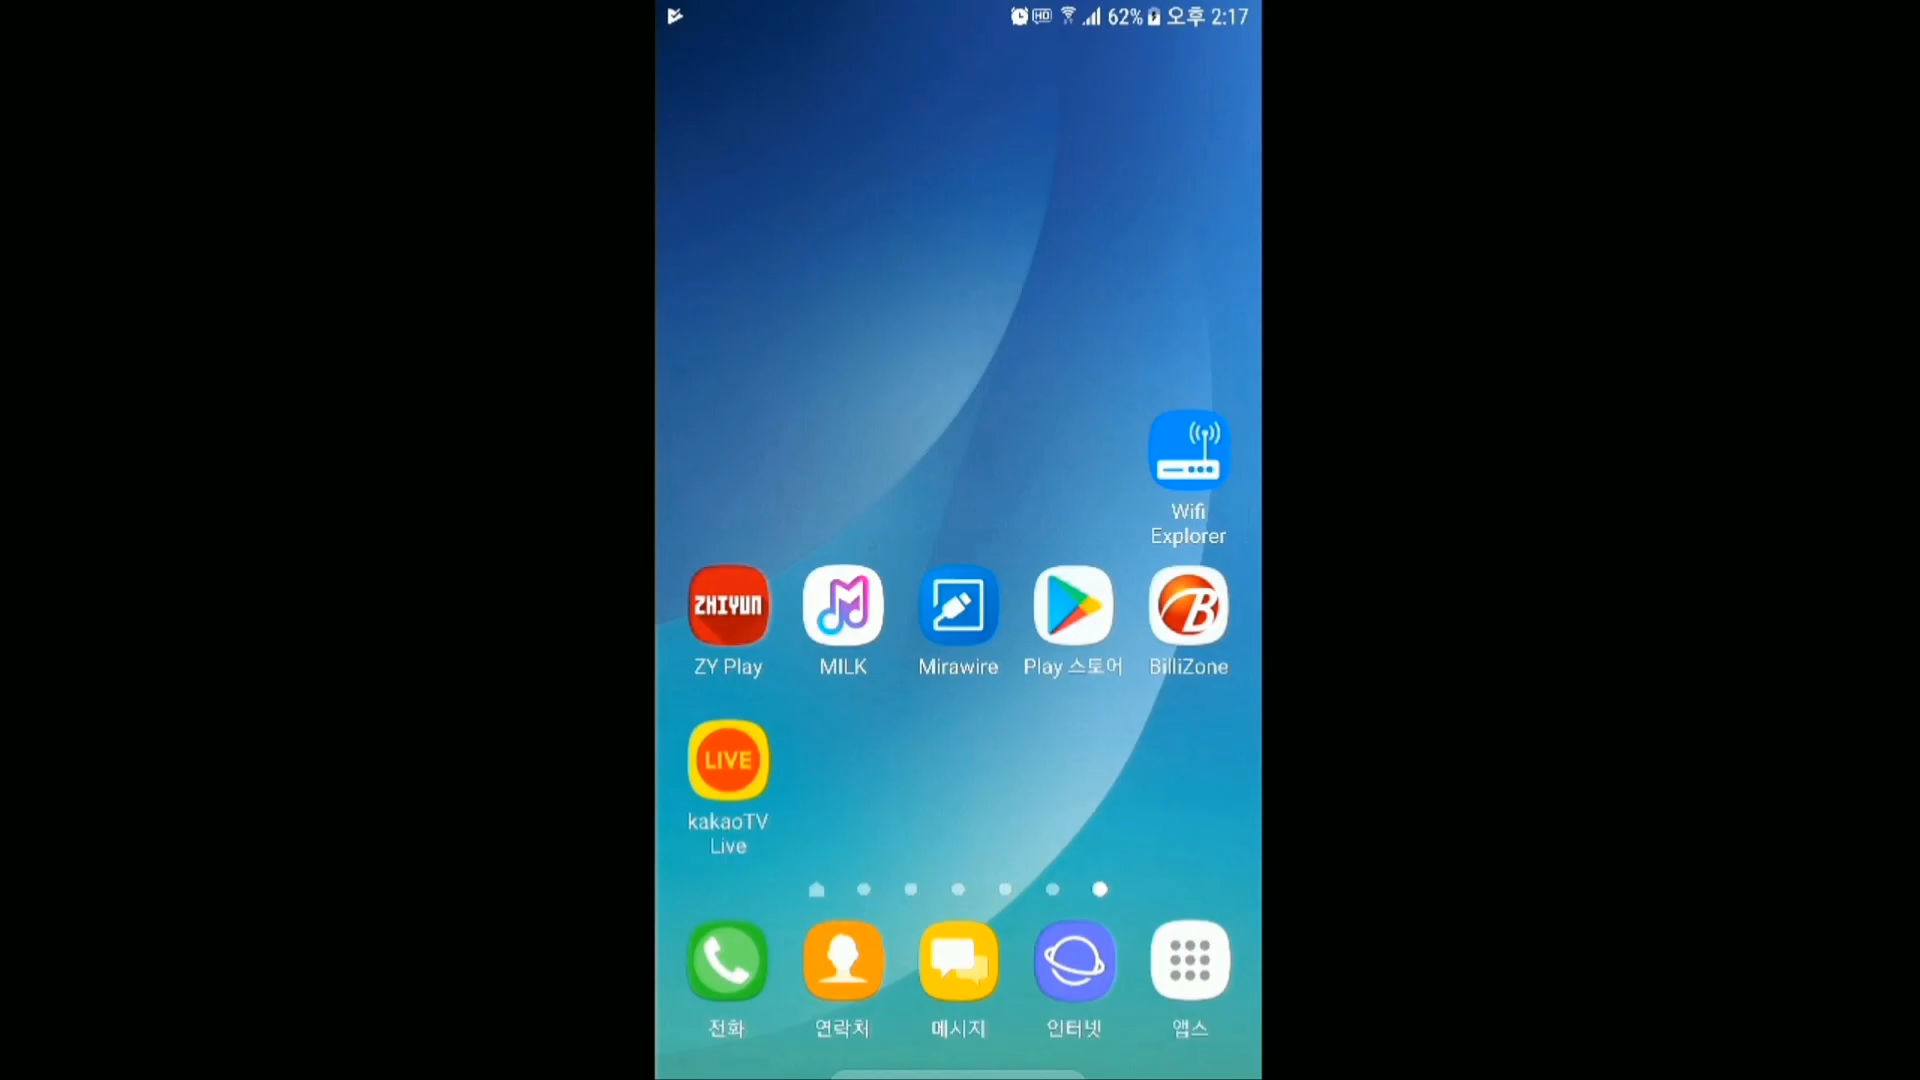 HD 62% 오후 2:17
Wifi
Explorer
ZHIYUN
ZY Play
MILK
Mirawire
Play 스토어
B
BilliZone
LIVE
kakaoTV
Live
전화
연락처
메시지
인터넷
앱스